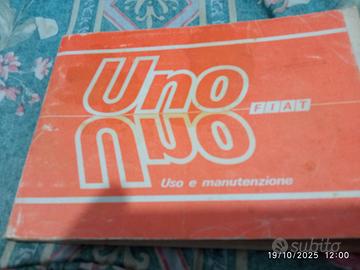 Uno
Uno
FIAT
Uso e manutenzione
subito
19/10/2025 12:00